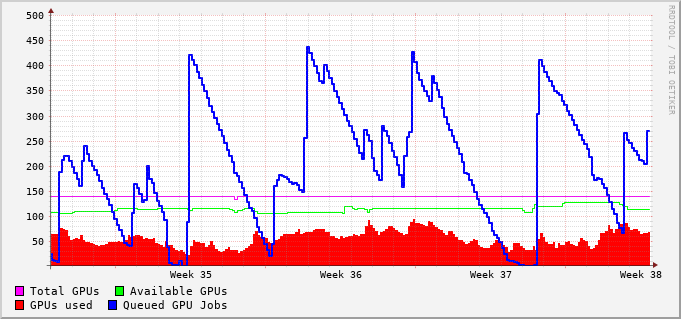 500
450
400
350
300
250
200
150
100
50
Week 35 Week 36 Week 37 Week 38
Total GPUs Available GPUs
GPUs used Queued GPU Jobs
RRDTOOL / TOBI OETIKER